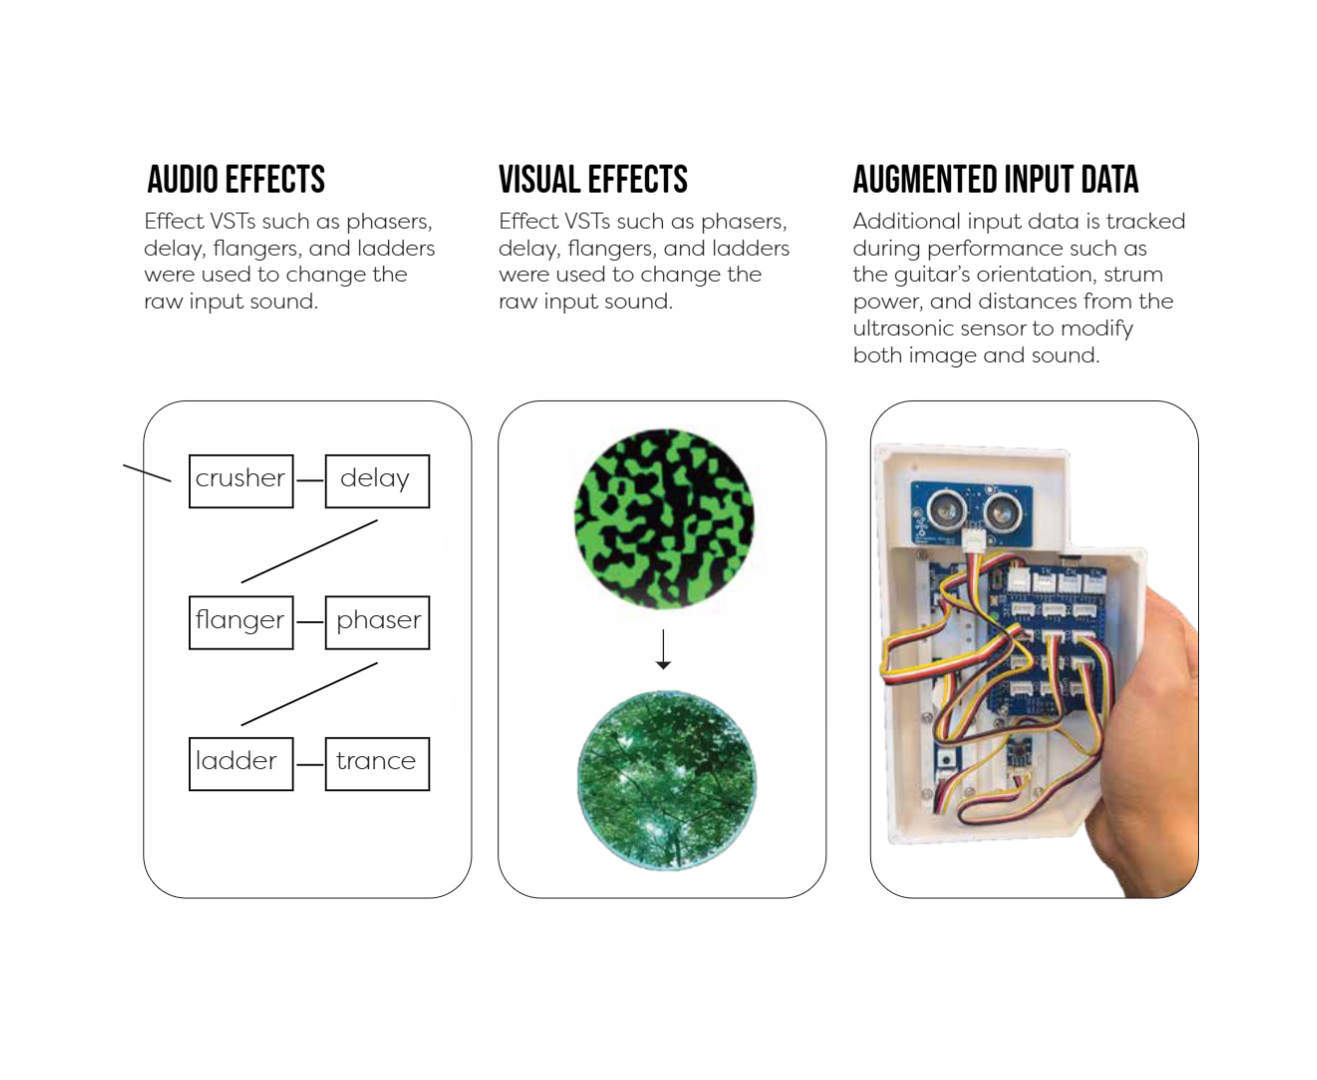 AUDIO EFFECTS
Effect VSTs such as phasers,
delay, flangers, and ladders
were used to change the
raw input sound.
VISUAL EFFECTS
Effect VSTs such as phasers,
delay, flangers, and ladders
were used to change the
raw input sound.
AUGMENTED INPUT DATA
Additional input data is tracked
during performance such as
the guitar's orientation, strum
power, and distances from the
ultrasonic sensor to modify
both image and sound.
crusher
delay
flanger
phaser
ladder
trance